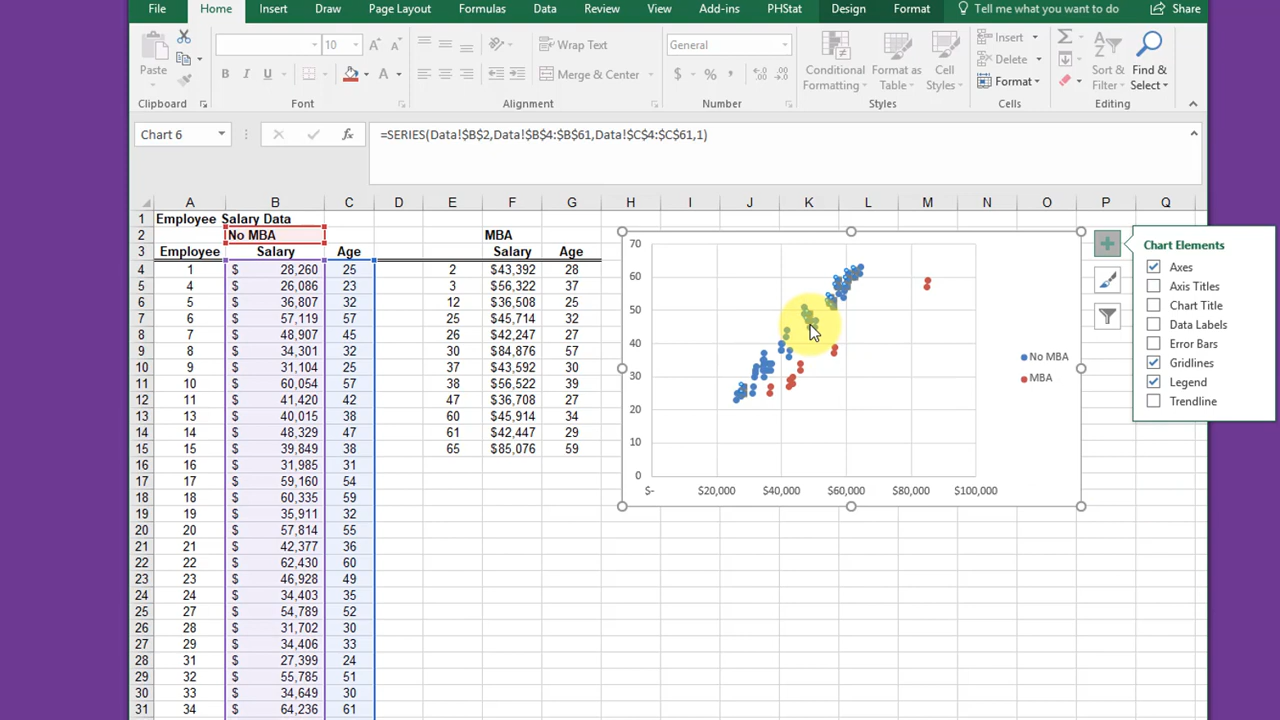 File Home Insert Draw Page Layout Formulas Data Review View Add-ins PHStat Design Format Tell me what you want to do Share
Paste
10
B I U
Wrap Text
Merge & Center
General
$ % ,
Conditional Formatting
Format as Table
Cell Styles
Insert
Delete
Format
Sort & Filter
Find & Select
Clipboard Font Alignment Number Styles Cells Editing
Chart 6 fx =SERIES(Data!$B$2,Data!$B$4:$B$61,Data!$C$4:$C$61,1)
A B C D E F G H I J K L M N O P Q
1 Employee Salary Data
2 No MBA MBA
3 Employee Salary Age Salary Age
4 1 $ 28,260 25 2 $43,392 28
5 4 $ 26,086 23 3 $56,322 37
6 5 $ 36,807 32 12 $36,508 25
7 6 $ 57,119 57 25 $45,714 32
8 7 $ 48,907 45 26 $42,247 27
9 8 $ 34,301 32 30 $84,876 57
10 9 $ 31,104 25 37 $43,592 30
11 10 $ 60,054 57 38 $56,522 39
12 11 $ 41,420 42 47 $36,708 27
13 13 $ 40,015 38 60 $45,914 34
14 14 $ 48,329 47 61 $42,447 29
15 15 $ 39,849 38 65 $85,076 59
16 16 $ 31,985 31
17 17 $ 59,160 54
18 18 $ 60,335 59
19 19 $ 35,911 32
20 20 $ 57,814 55
21 21 $ 42,377 36
22 22 $ 62,430 60
23 23 $ 46,928 49
24 24 $ 34,403 35
25 27 $ 54,789 52
26 28 $ 31,702 30
27 29 $ 34,406 33
28 31 $ 27,399 24
29 32 $ 55,785 51
30 33 $ 34,649 30
31 34 $ 64,236 61
70
60
50
40
30
20
10
0
$- $20,000 $40,000 $60,000 $80,000 $100,000
No MBA
MBA
Chart Elements
Axes
Axis Titles
Chart Title
Data Labels
Error Bars
Gridlines
Legend
Trendline